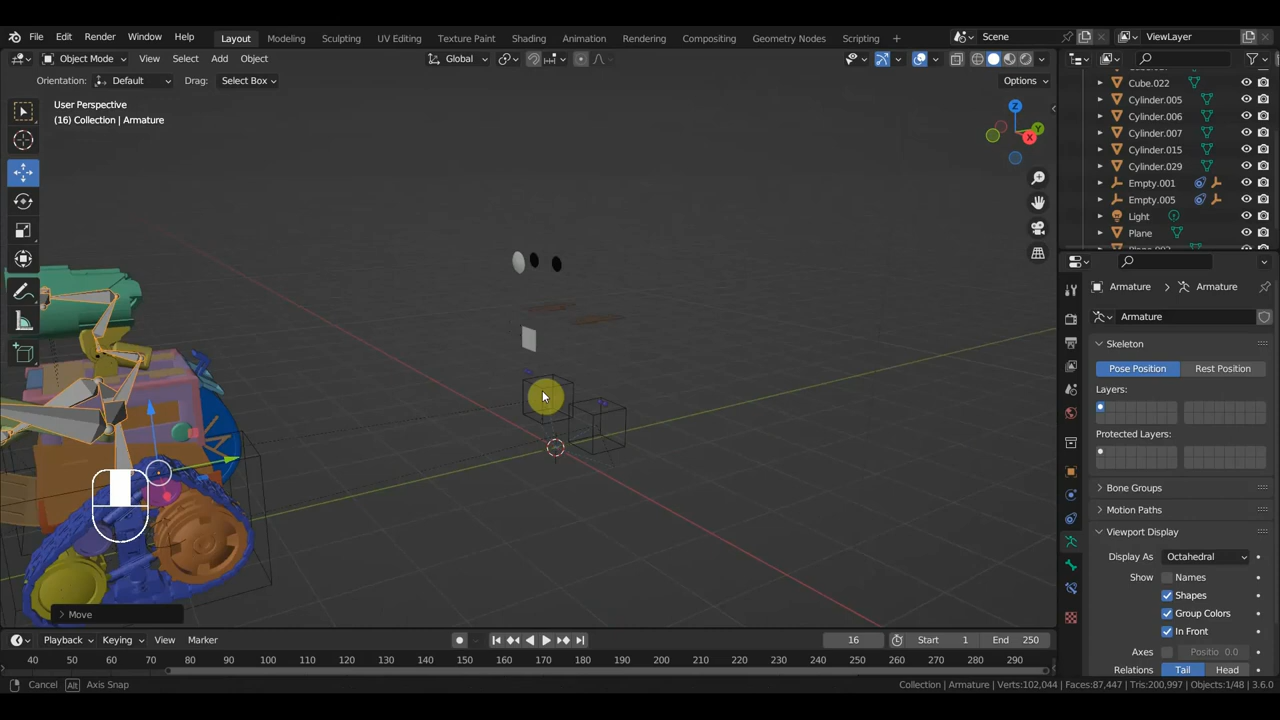 File Edit Render Window Help Layout Modeling Sculpting UV Editing Texture Paint Shading Animation Rendering Compositing Geometry Nodes Scripting + Scene ViewLayer
Object Mode View Select Add Object Global
Orientation: Default Drag: Select Box Options
User Perspective
(16) Collection | Armature
Z
Y
X
Cube.022
Cylinder.005
Cylinder.006
Cylinder.007
Cylinder.015
Cylinder.029
Empty.001
Empty.005
Light
Plane
Armature > Armature
Armature
Skeleton
Pose Position Rest Position
Layers:
Protected Layers:
Bone Groups
Motion Paths
Viewport Display
Display As Octahedral
Show Names
Shapes
Group Colors
In Front
Axes Positio 0.0
Relations Tail Head
> Move
Playback Keying View Marker 16 Start 1 End 250
40 50 60 70 80 90 100 110 120 130 140 150 160 170 180 190 200 210 220 230 240 250 260 270 280 290
Cancel Alt Axis Snap Collection | Armature | Verts:102,044 | Faces:87,447 | Tris:200,997 | Objects:1/48 | 3.6.0